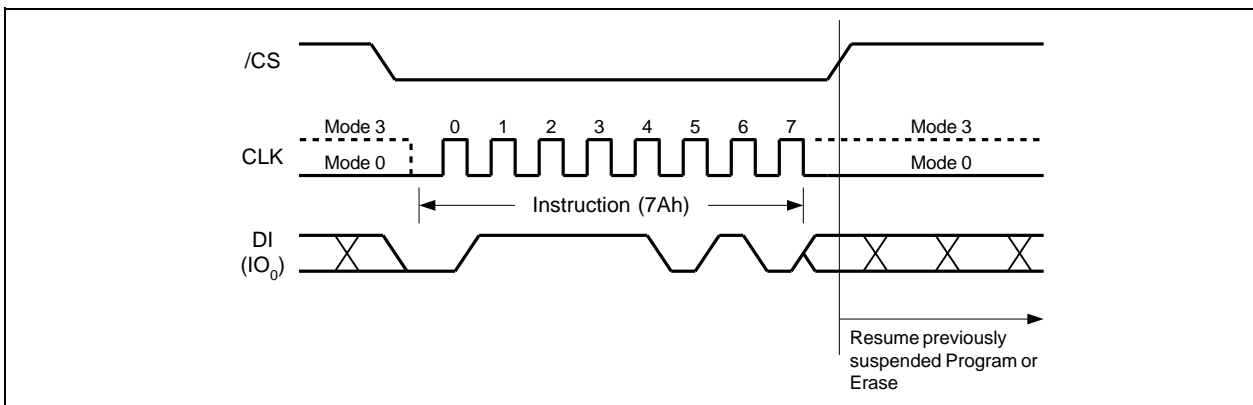 /CS
Mode 3 0 1 2 3 4 5 6 7 Mode 3
CLK
Mode 0 Mode 0
Instruction (7Ah)
DI
(IO0)
Resume previously
suspended Program or
Erase